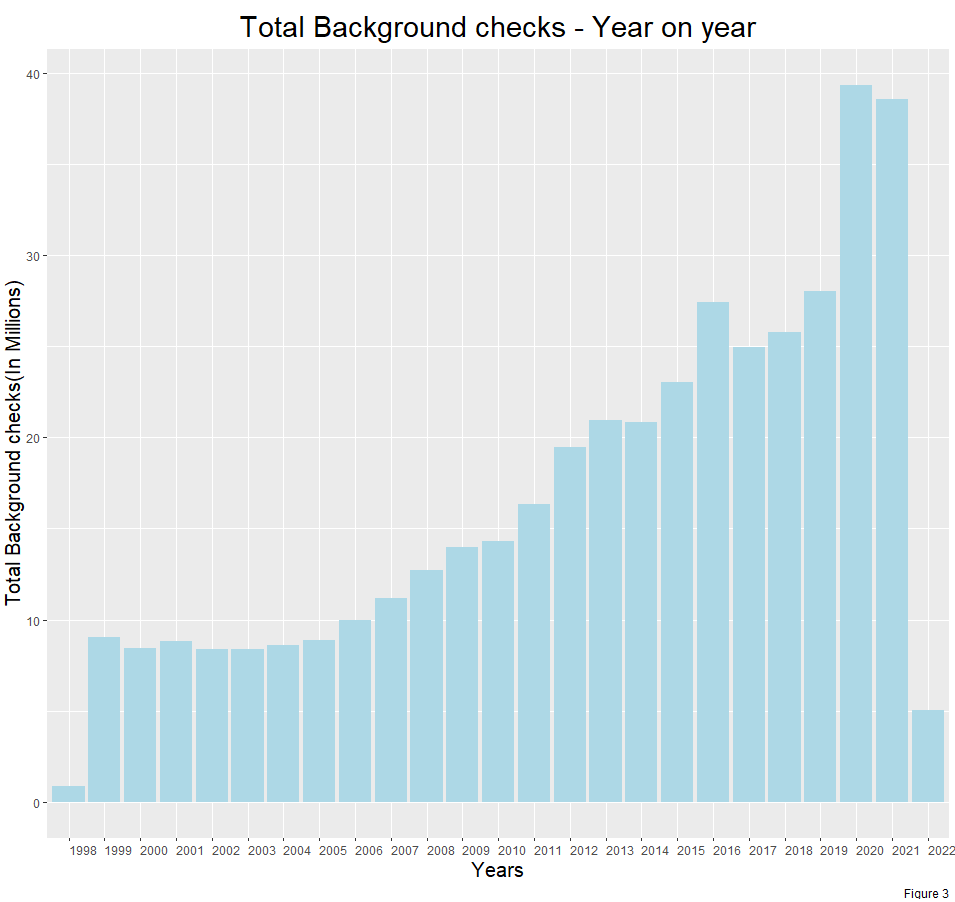 Total Background checks - Year on year
Total Background checks(In Millions)
40
30
20
10
0
1998 1999 2000 2001 2002 2003 2004 2005 2006 2007 2008 2009 2010 2011 2012 2013 2014 2015 2016 2017 2018 2019 2020 2021 2022
Years
Figure 3